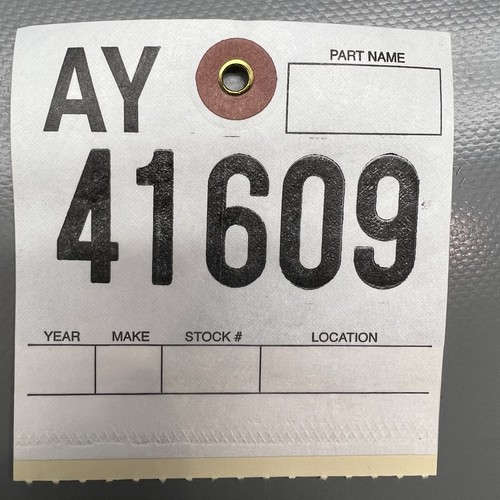 AY
PART NAME
41609
YEAR MAKE STOCK # LOCATION